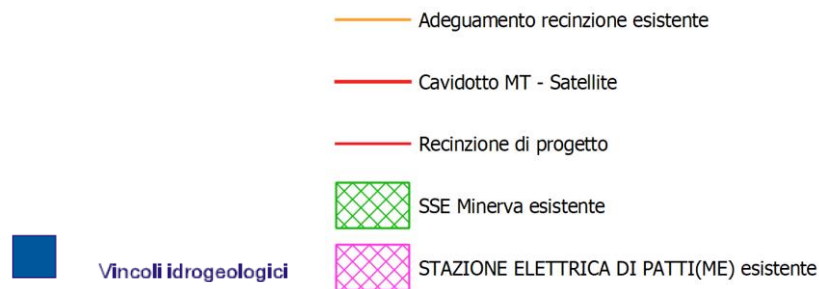 Adeguamento recinzione esistente
Cavidotto MT - Satellite
Recinzione di progetto
SSE Minerva esistente
Vincoli idrogeologici
STAZIONE ELETTRICA DI PATTI(ME) esistente